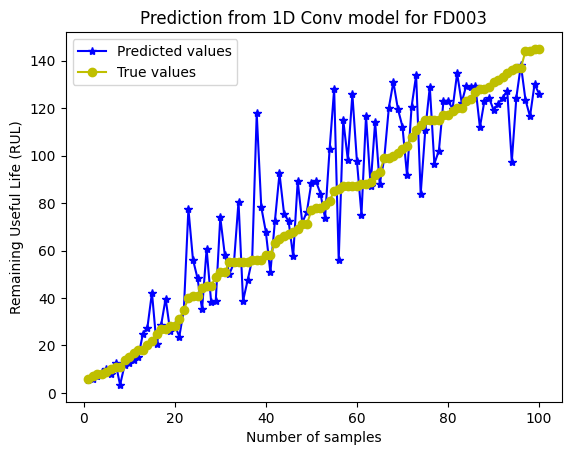 Prediction from 1D Conv model for FD003
Predicted values
True values
Remaining Useful Life (RUL)
140
120
100
80
60
40
20
0
0 20 40 60 80 100
Number of samples